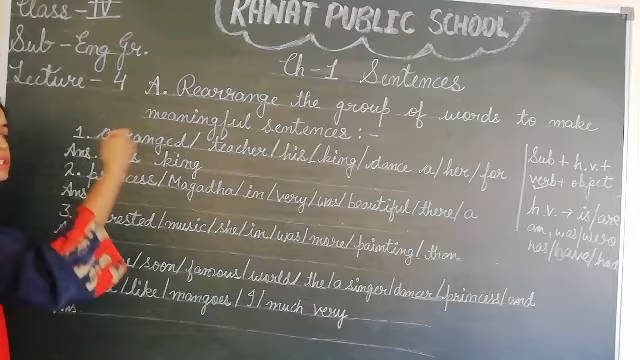 RAWAT PUBLIC SCHOOL
Class - IV
Sub - Eng Gr.
Lecture - 4
Ch-1 Sentences
A. Rearrange the group of words to make
meaningful sentences :-
1. arranged/ teacher/his/king/dance a/her/for
Ans. king
2. princess/Magadha/in/very/was/beautiful/there/a
Ans
3. /music/she/in/was/more/painting/than
/soon/famous/world/the/a singer/dancer/princess/and
/like/mangoes/I/much very
Ans.
Sub + h.v. +
verb + object
h.v. → is/are
am, was/were
has/have/had